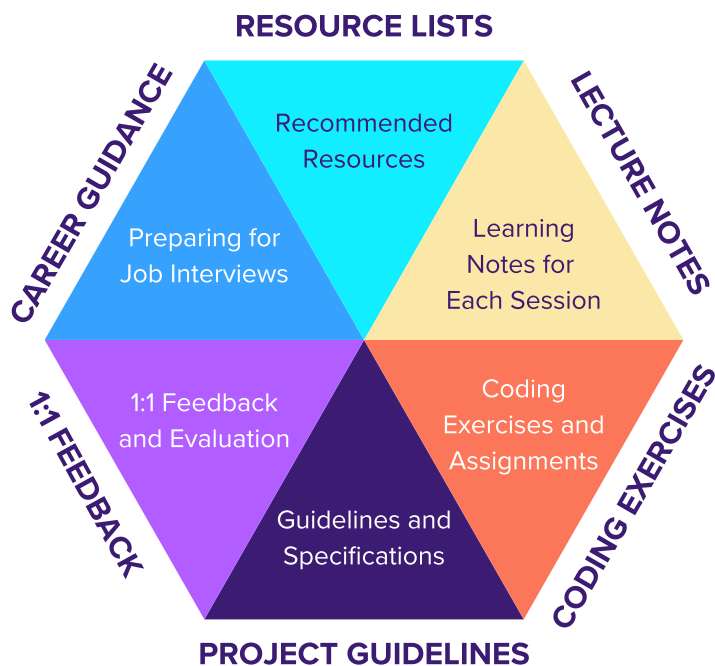 RESOURCE LISTS
Recommended
Resources
LECTURE NOTES
Learning
Notes for
Each Session
CODING EXERCISES
Coding
Exercises and
Assignments
PROJECT GUIDELINES
Guidelines and
Specifications
1:1 FEEDBACK
1:1 Feedback
and Evaluation
CAREER GUIDANCE
Preparing for
Job Interviews